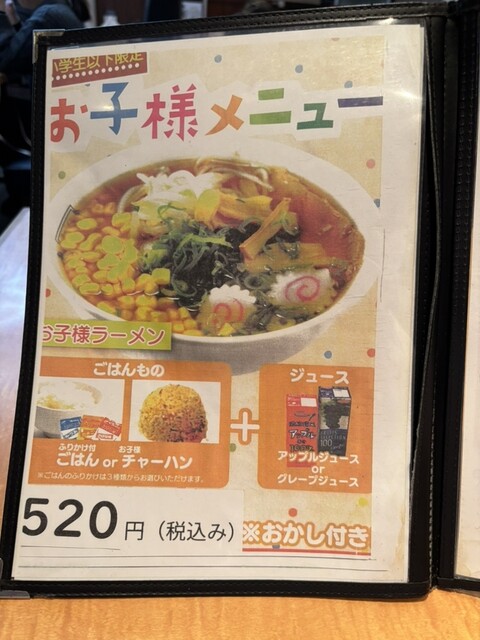 学生以下限定
お子様メニュー
お子様ラーメン
ごはんもの
ふりかけ付
お子様
ごはん or チャーハン
※ごはんのふりかけは3種類からお選びいただけます。
+
ジュース
アップルジュース
or
グレープジュース
520円（税込み）
※おかし付き